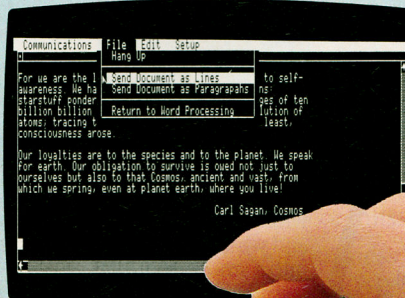 Communications File Edit Setup
Hang Up
Send Document as Lines
Send Document as Paragrapahs
Return to Word Processing
For we are the l to self-
awareness. We ha ns:
starstuff ponder ges of ten
billion billion lution of
atoms; tracing t least,
consciousness arose.
Our loyalties are to the species and to the planet. We speak
for earth. Our obligation to survive is owed not just to
ourselves but also to that Cosmos, ancient and vast, from
which we spring, even at planet earth, where you live!
Carl Sagan, Cosmos